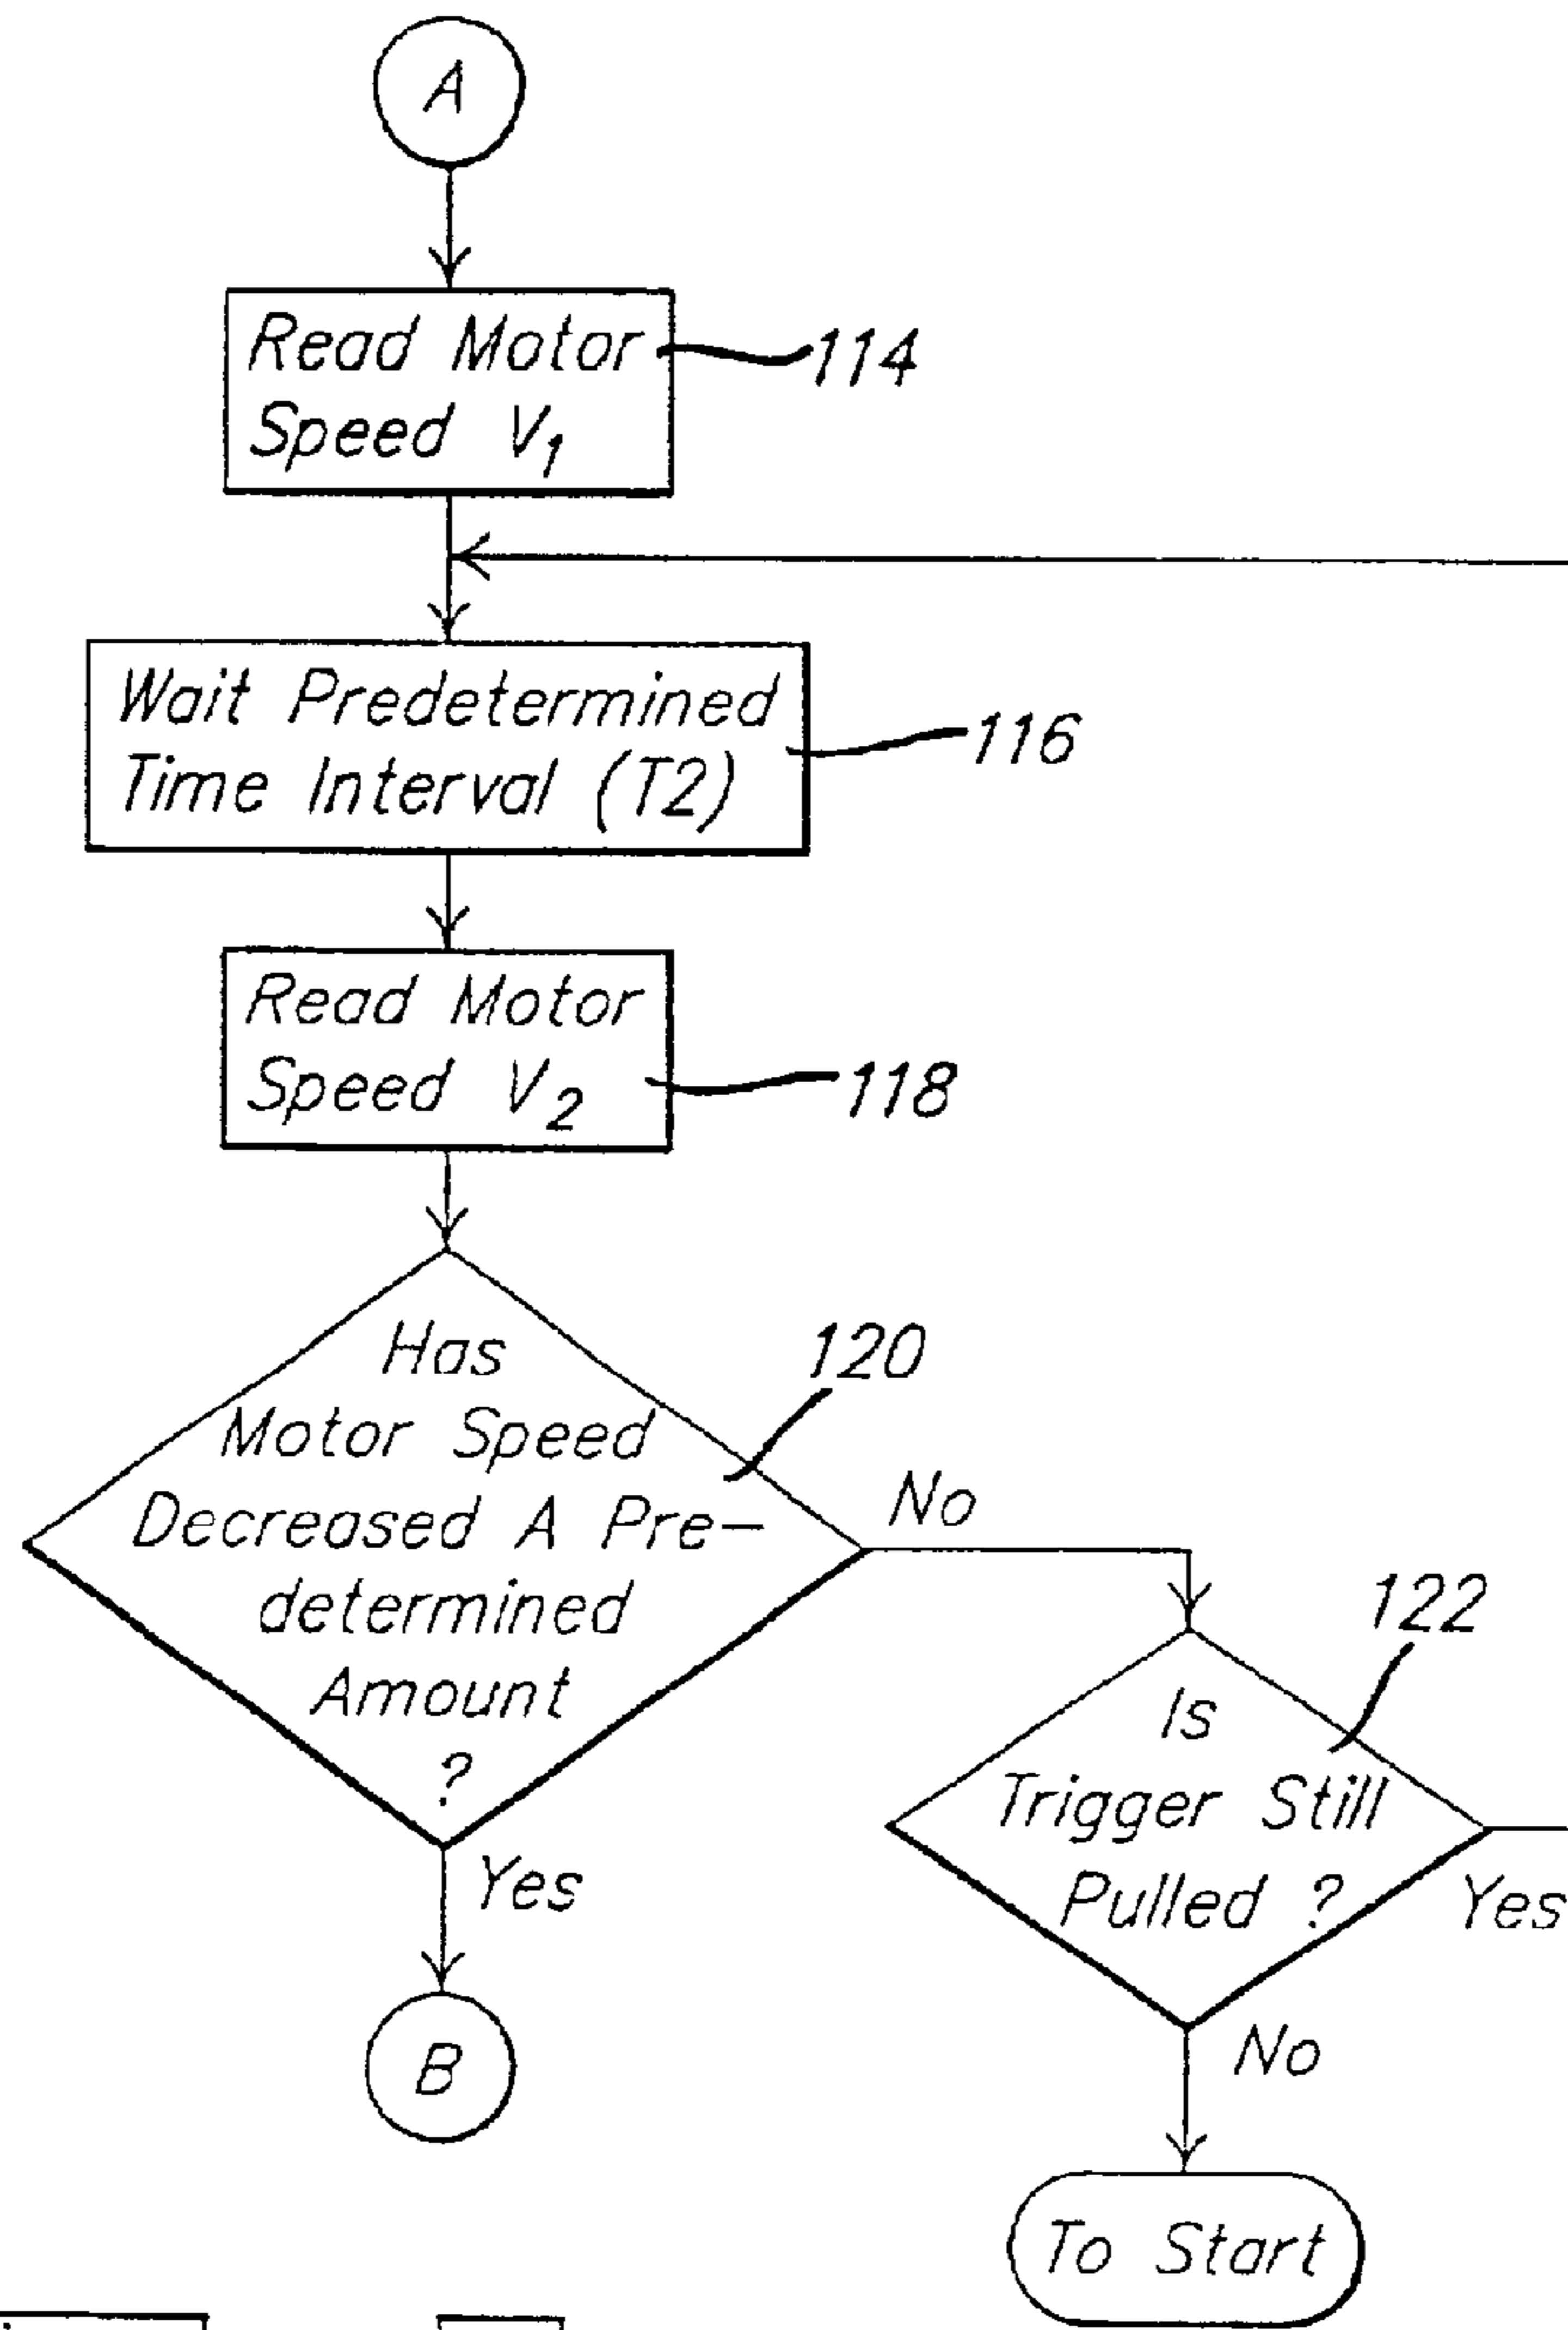 A
Read Motor
Speed V1
114
Wait Predetermined
Time Interval (T2)
116
Read Motor
Speed V2
118
Has
Motor Speed
Decreased A Pre-
determined
Amount
?
120
No
Yes
B
122
Is
Trigger Still
Pulled ?
Yes
No
To Start